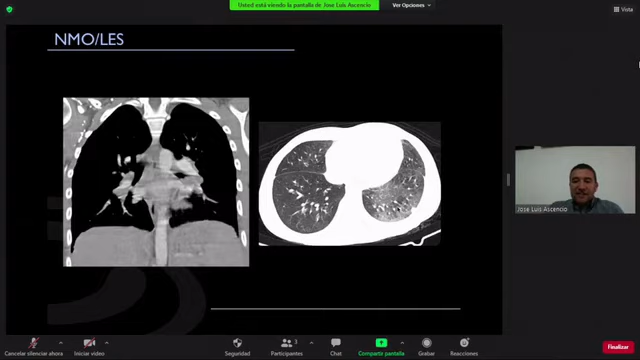 Usted está viendo la pantalla de Jose Luis Ascencio
Ver Opciones
Vista
NMO/LES
Jose Luis Ascencio
Cancelar silenciar ahora
Iniciar video
Seguridad
3
Participantes
Chat
Compartir pantalla
Grabar
Reacciones
Finalizar